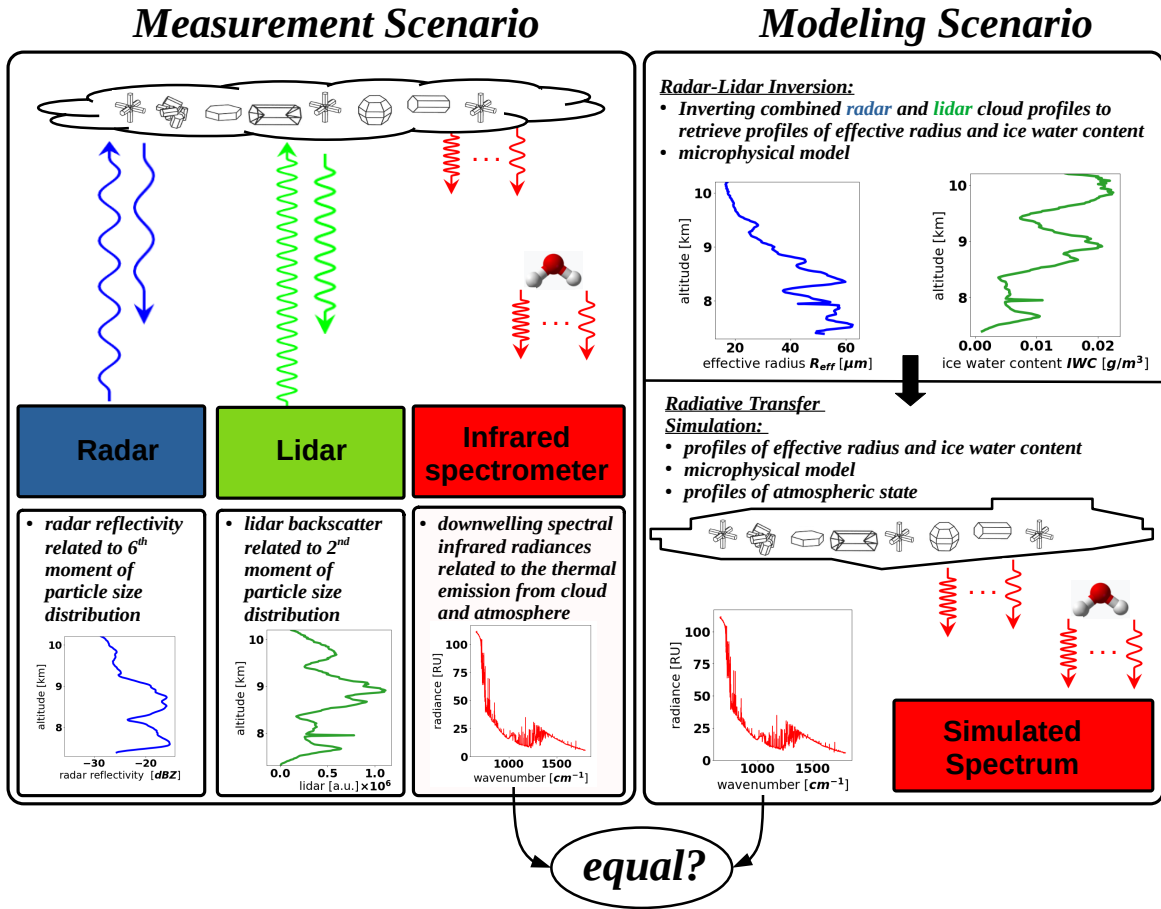 Measurement Scenario
Radar
Lidar
Infrared
spectrometer
• radar reflectivity
related to 6th
moment of
particle size
distribution
10
9
8
altitude [km]
−30
−20
radar reflectivity [dBZ]
• lidar backscatter
related to 2nd
moment of
particle size
distribution
10
9
8
altitude [km]
0.0
0.5
1.0
lidar [a.u.]×10⁶
• downwelling spectral
infrared radiances
related to the thermal
emission from cloud
and atmosphere
100
75
50
25
0
radiance [RU]
1000
1500
wavenumber [cm⁻¹]
Modeling Scenario
Radar-Lidar Inversion:
• Inverting combined radar and lidar cloud profiles to
retrieve profiles of effective radius and ice water content
• microphysical model
10
9
8
altitude [km]
20
40
60
effective radius Reff [μm]
10
9
8
altitude [km]
0.00
0.01
0.02
ice water content IWC [g/m³]
Radiative Transfer
Simulation:
• profiles of effective radius and ice water content
• microphysical model
• profiles of atmospheric state
100
75
50
25
0
radiance [RU]
1000
1500
wavenumber [cm⁻¹]
Simulated
Spectrum
equal?